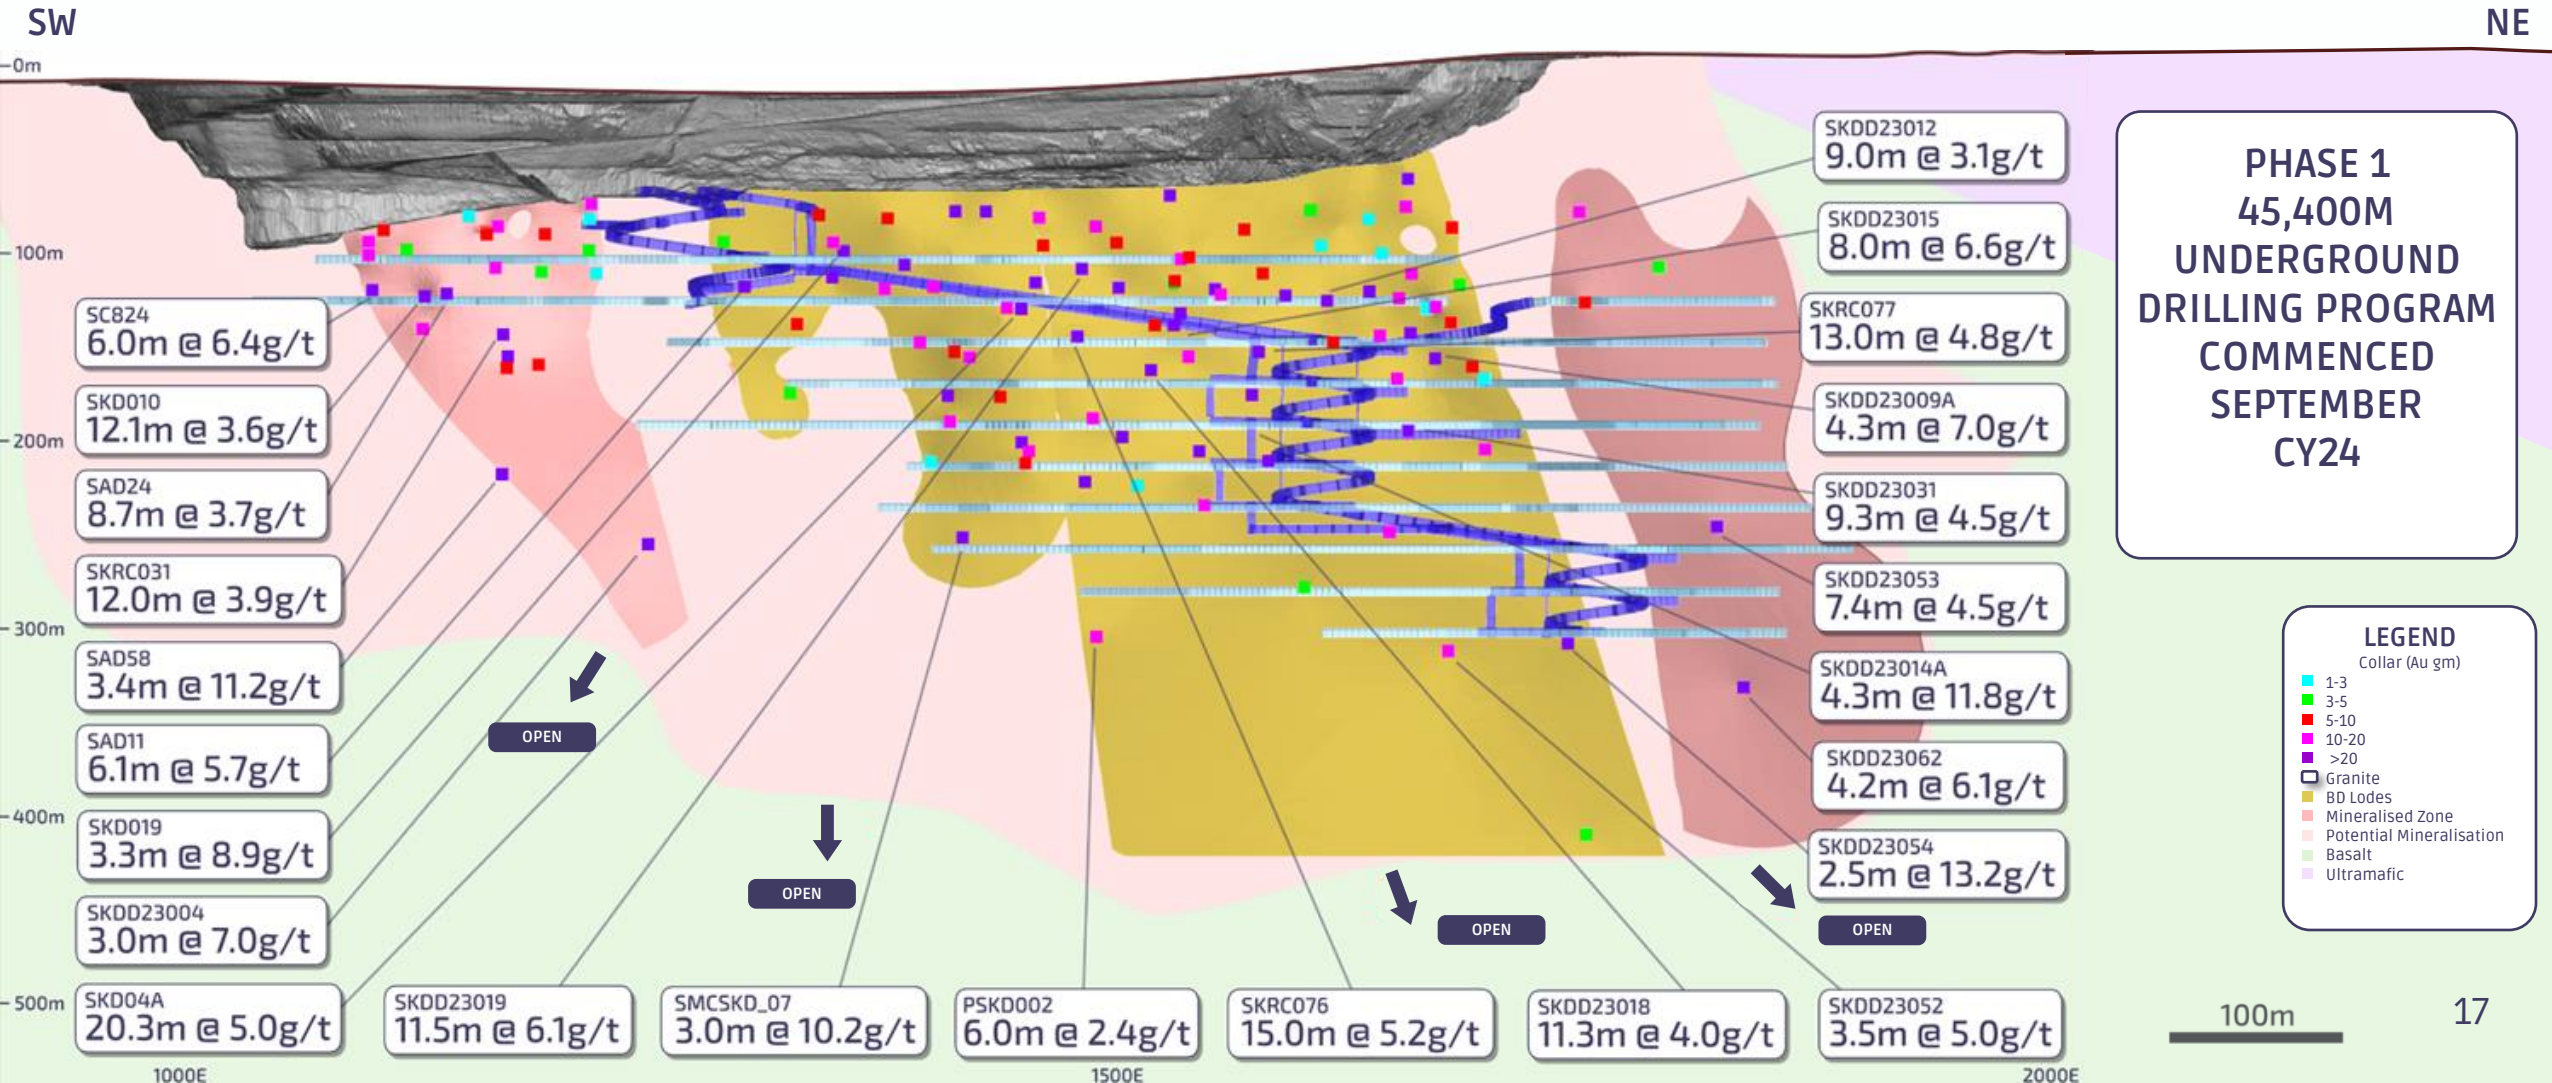 SW
NE
0m
100m
200m
300m
400m
500m
SC824
6.0m @ 6.4g/t
SKD010
12.1m @ 3.6g/t
SAD24
8.7m @ 3.7g/t
SKRC031
12.0m @ 3.9g/t
SAD58
3.4m @ 11.2g/t
SAD11
6.1m @ 5.7g/t
SKD019
3.3m @ 8.9g/t
SKDD23004
3.0m @ 7.0g/t
SKD04A
20.3m @ 5.0g/t
SKDD23019
11.5m @ 6.1g/t
SMCSKD_07
3.0m @ 10.2g/t
PSKD002
6.0m @ 2.4g/t
SKRC076
15.0m @ 5.2g/t
SKDD23018
11.3m @ 4.0g/t
SKDD23052
3.5m @ 5.0g/t
SKDD23012
9.0m @ 3.1g/t
SKDD23015
8.0m @ 6.6g/t
SKRC077
13.0m @ 4.8g/t
SKDD23009A
4.3m @ 7.0g/t
SKDD23031
9.3m @ 4.5g/t
SKDD23053
7.4m @ 4.5g/t
SKDD23014A
4.3m @ 11.8g/t
SKDD23062
4.2m @ 6.1g/t
SKDD23054
2.5m @ 13.2g/t
OPEN
OPEN
OPEN
OPEN
PHASE 1
45,400M
UNDERGROUND
DRILLING PROGRAM
COMMENCED
SEPTEMBER
CY24
LEGEND
Collar (Au gm)
1-3
3-5
5-10
10-20
>20
Granite
BD Lodes
Mineralised Zone
Potential Mineralisation
Basalt
Ultramafic
100m
17
1000E
1500E
2000E